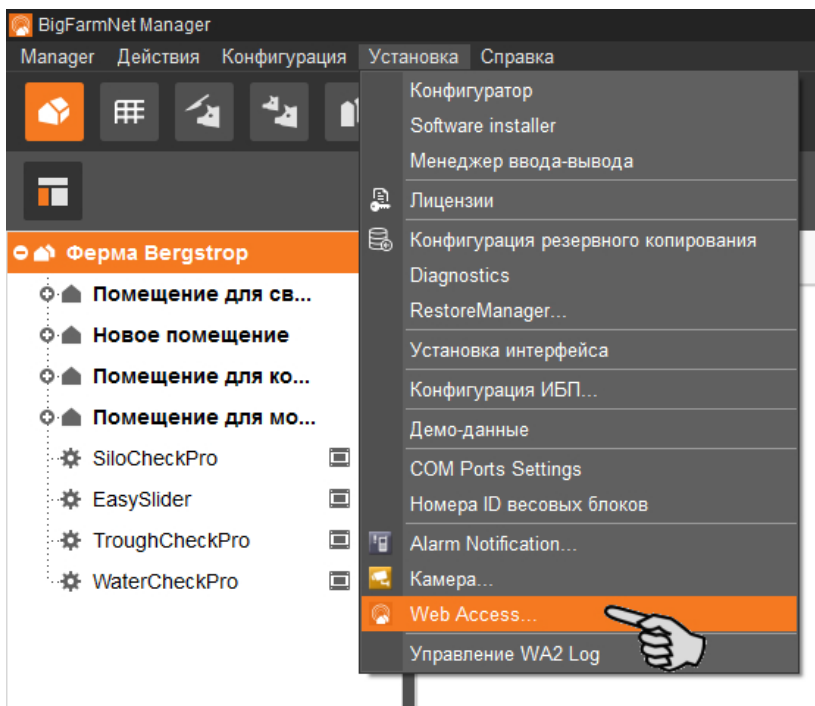 BigFarmNet Manager
Manager Действия Конфигурация Установка Справка
Конфигуратор
Software installer
Менеджер ввода-вывода
Лицензии
Конфигурация резервного копирования
Diagnostics
RestoreManager...
Установка интерфейса
Конфигурация ИБП...
Демо-данные
COM Ports Settings
Номера ID весовых блоков
Alarm Notification...
Камера...
Web Access...
Управление WA2 Log
Ферма Bergstrop
Помещение для св...
Новое помещение
Помещение для ко...
Помещение для мо...
SiloCheckPro
EasySlider
TroughCheckPro
WaterCheckPro